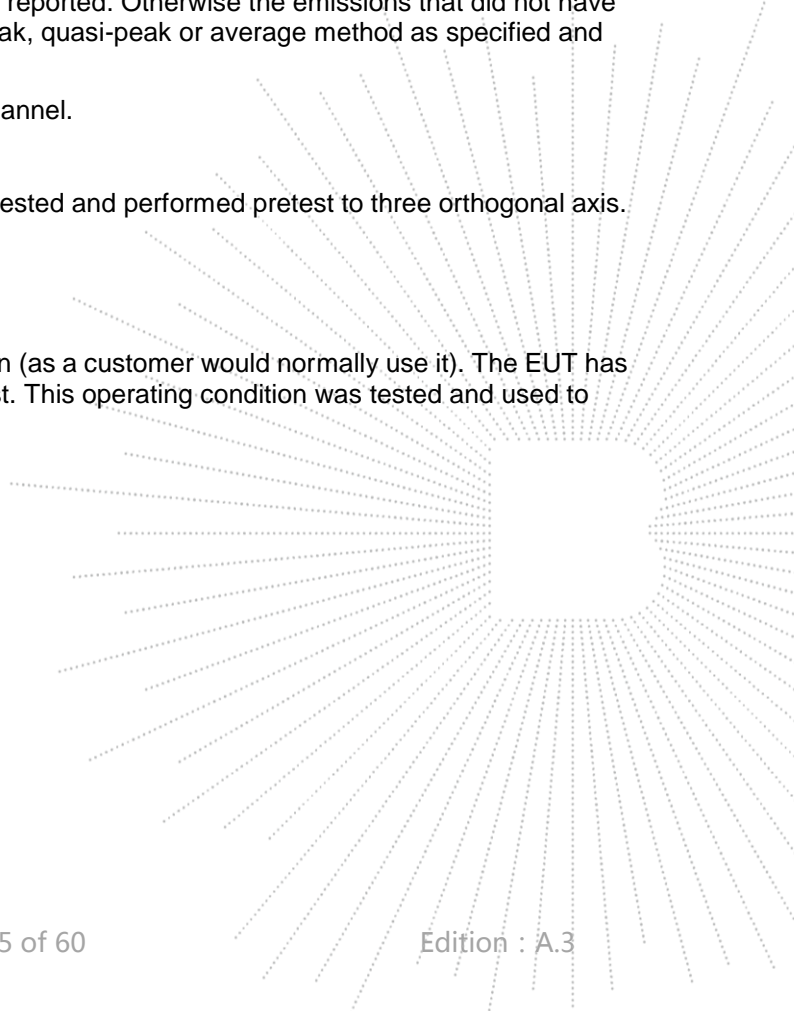 reported. Otherwise the emissions that did not have
ak, quasi-peak or average method as specified and
annel.
ested and performed pretest to three orthogonal axis.
n (as a customer would normally use it). The EUT has
t. This operating condition was tested and used to
5 of 60 Edition : A.3